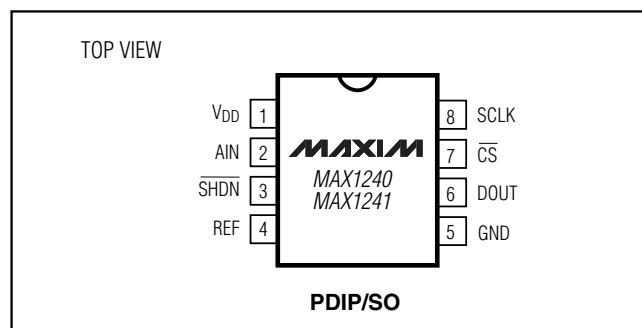 TOP VIEW
VDD 1
AIN 2
SHDN 3
REF 4
MAXIM
MAX1240
MAX1241
8 SCLK
7 CS
6 DOUT
5 GND
PDIP/SO